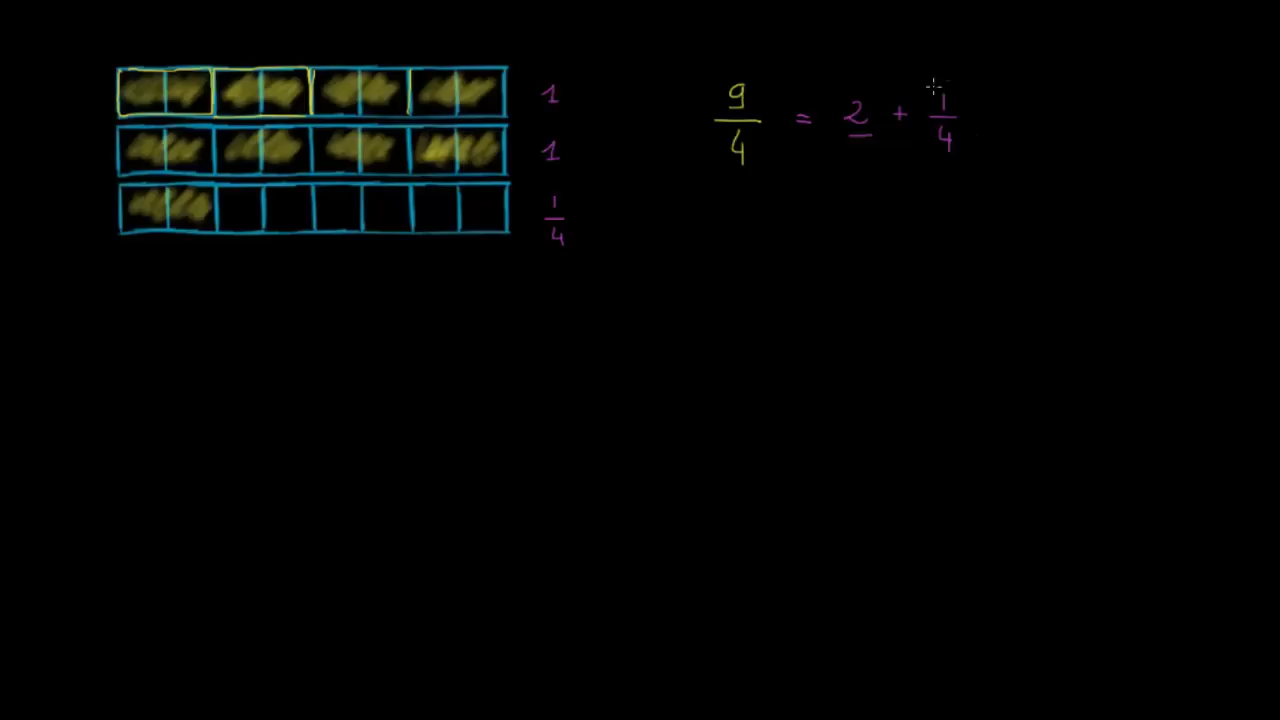 1
1
1/4
9/4 = 2 + 1/4